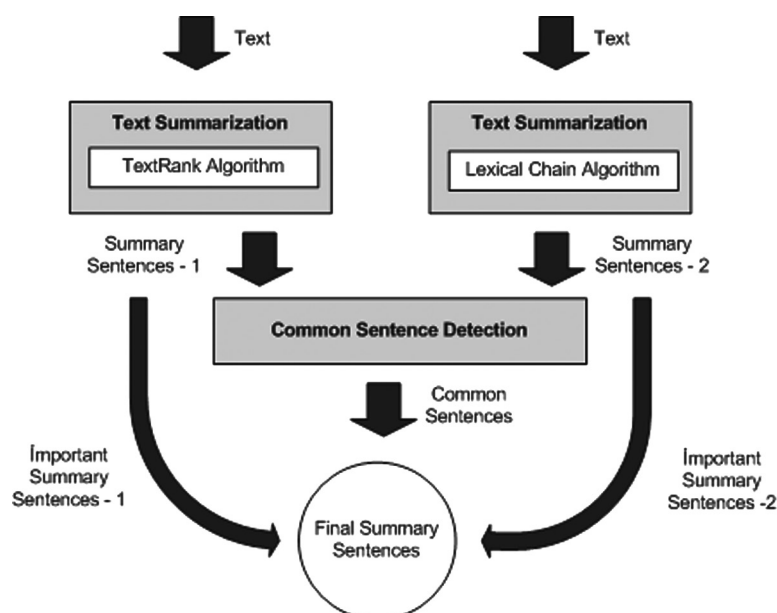 Text
Text
Text Summarization
TextRank Algorithm
Text Summarization
Lexical Chain Algorithm
Summary
Sentences - 1
Summary
Sentences - 2
Common Sentence Detection
Common
Sentences
İmportant
Summary
Sentences - 1
İmportant
Summary
Sentences -2
Final Summary
Sentences